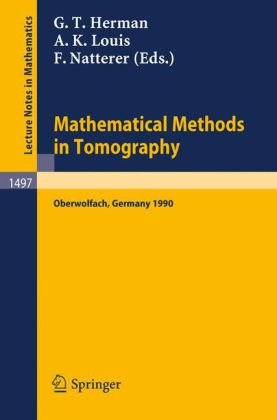 Lecture Notes in Mathematics
1497
G. T. Herman
A. K. Louis
F. Natterer (Eds.)
Mathematical Methods
in Tomography
Oberwolfach, Germany 1990
Springer